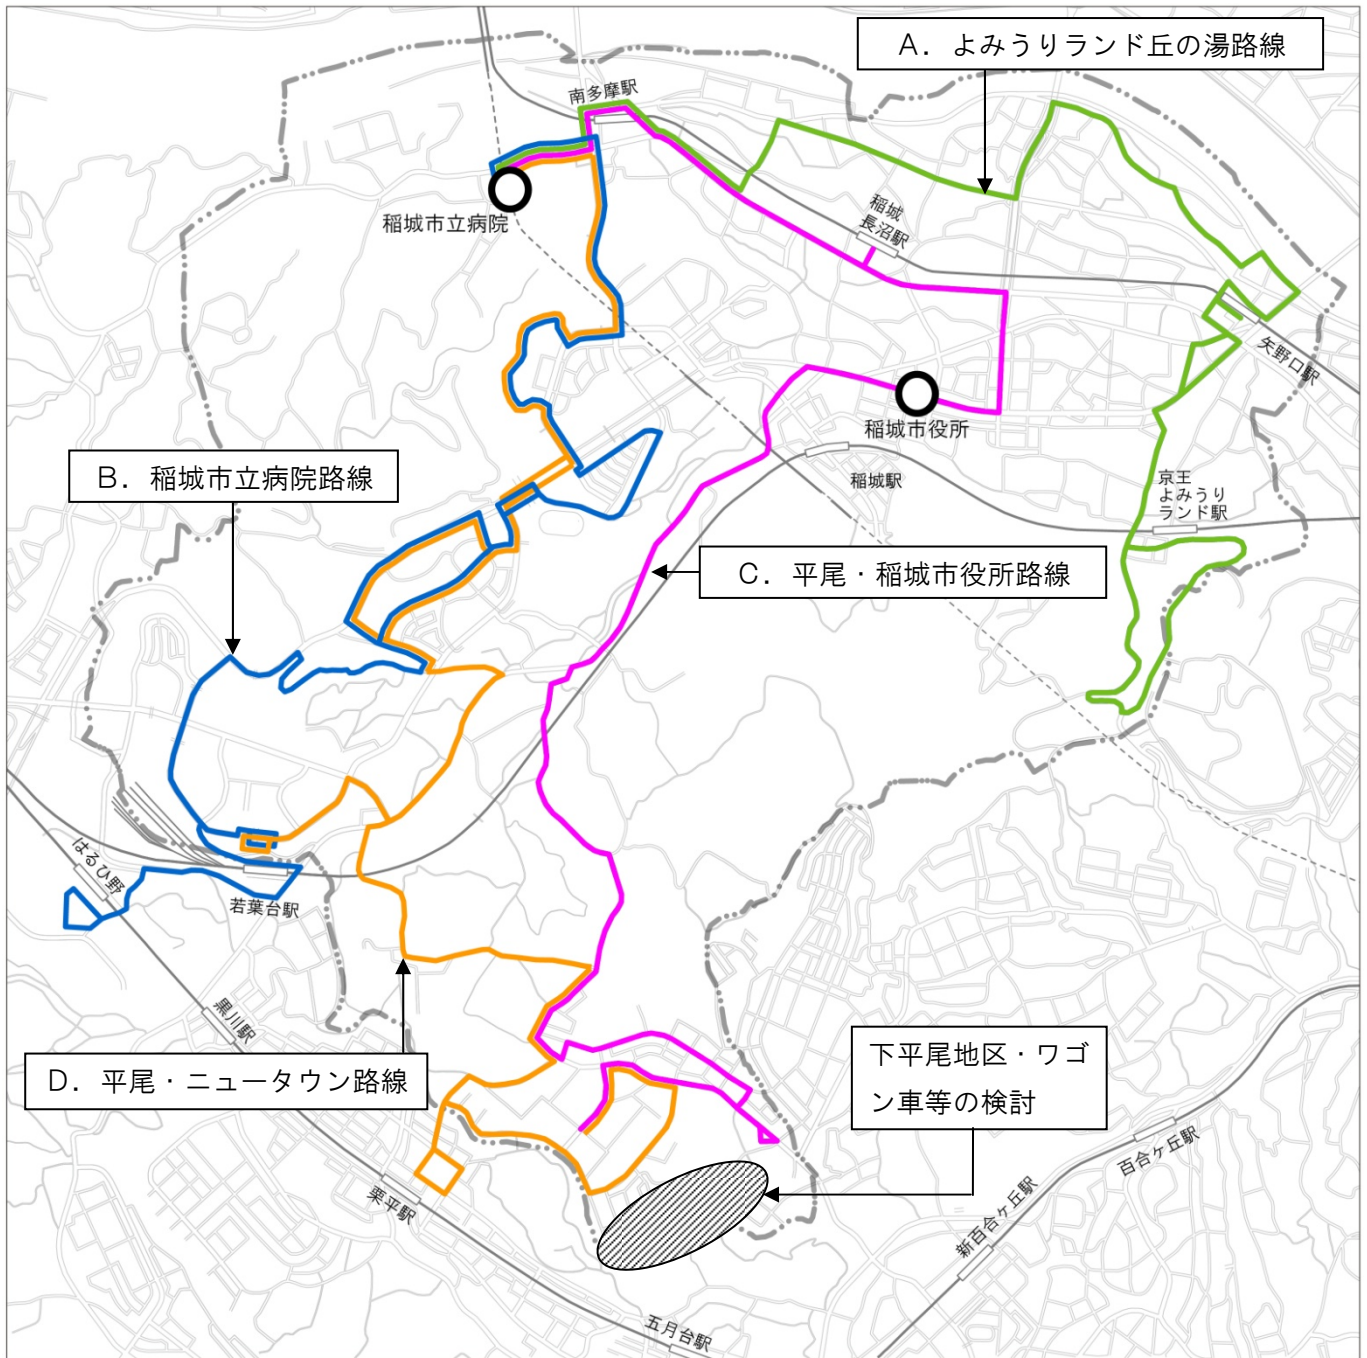 A．よみうりランド丘の湯路線
南多摩駅
稲城市立病院
稲城
長沼駅
矢野口駅
稲城市役所
B．稲城市立病院路線
稲城駅
京王
よみうり
ランド駅
C．平尾・稲城市役所路線
はるひ野
若葉台駅
黒川駅
D．平尾・ニュータウン路線
下平尾地区・ワゴ
ン車等の検討
百合ヶ丘駅
栗平駅
新百合ヶ丘駅
五月台駅